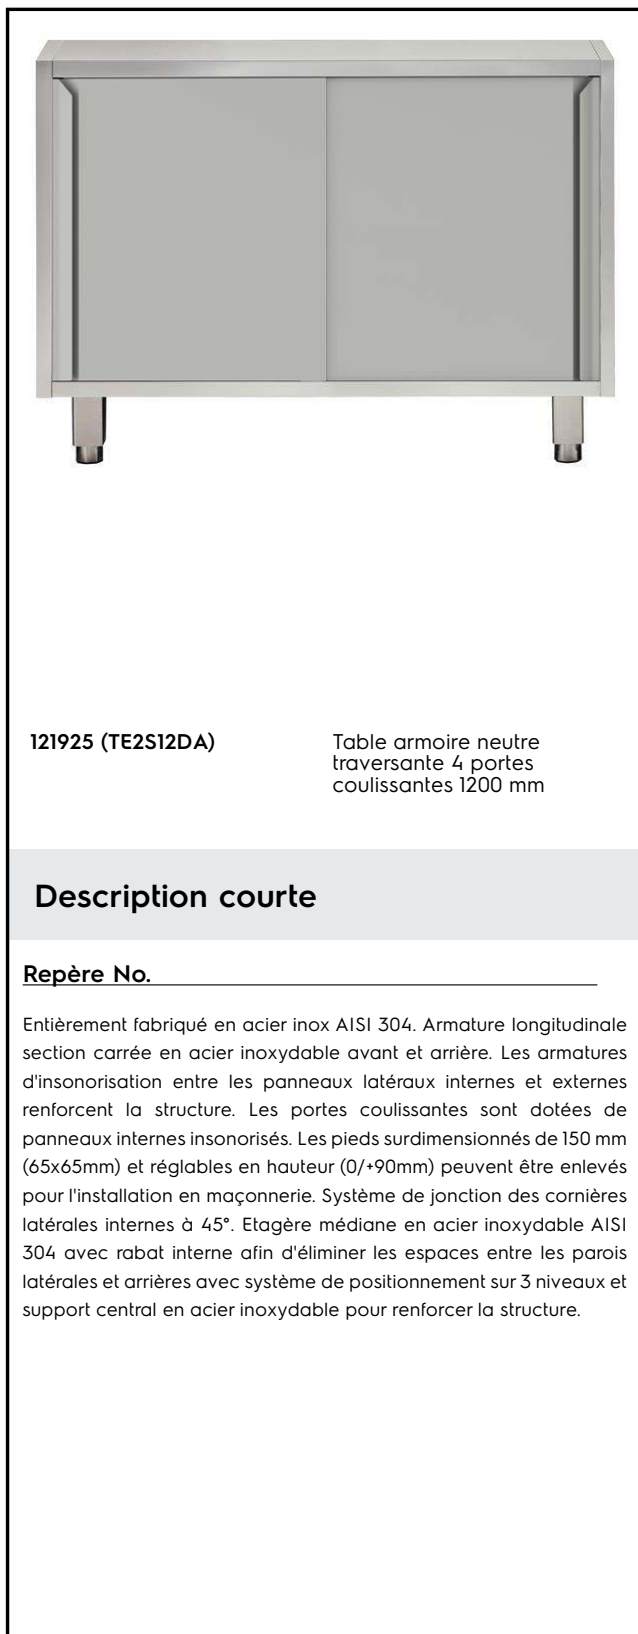 121925 (TE2S12DA)
Table armoire neutre
traversante 4 portes
coulissantes 1200 mm
Description courte
Repère No.
Entièrement fabriqué en acier inox AISI 304. Armature longitudinale
section carrée en acier inoxydable avant et arrière. Les armatures
d'insonorisation entre les panneaux latéraux internes et externes
renforcent la structure. Les portes coulissantes sont dotées de
panneaux internes insonorisés. Les pieds surdimensionnés de 150 mm
(65x65mm) et réglables en hauteur (0/+90mm) peuvent être enlevés
pour l'installation en maçonnerie. Système de jonction des cornières
latérales internes à 45°. Etagère médiane en acier inoxydable AISI
304 avec rabat interne afin d'éliminer les espaces entre les parois
latérales et arrières avec système de positionnement sur 3 niveaux et
support central en acier inoxydable pour renforcer la structure.